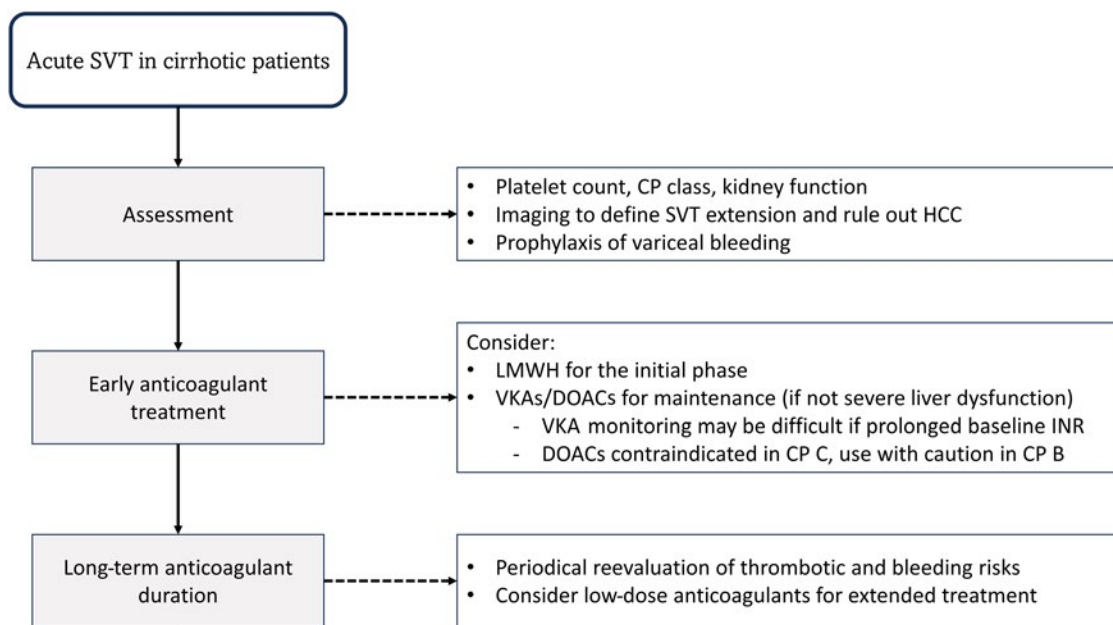 Acute SVT in cirrhotic patients
Assessment
• Platelet count, CP class, kidney function
• Imaging to define SVT extension and rule out HCC
• Prophylaxis of variceal bleeding
Early anticoagulant
treatment
Consider:
• LMWH for the initial phase
• VKAs/DOACs for maintenance (if not severe liver dysfunction)
- VKA monitoring may be difficult if prolonged baseline INR
- DOACs contraindicated in CP C, use with caution in CP B
Long-term anticoagulant
duration
• Periodical reevaluation of thrombotic and bleeding risks
• Consider low-dose anticoagulants for extended treatment